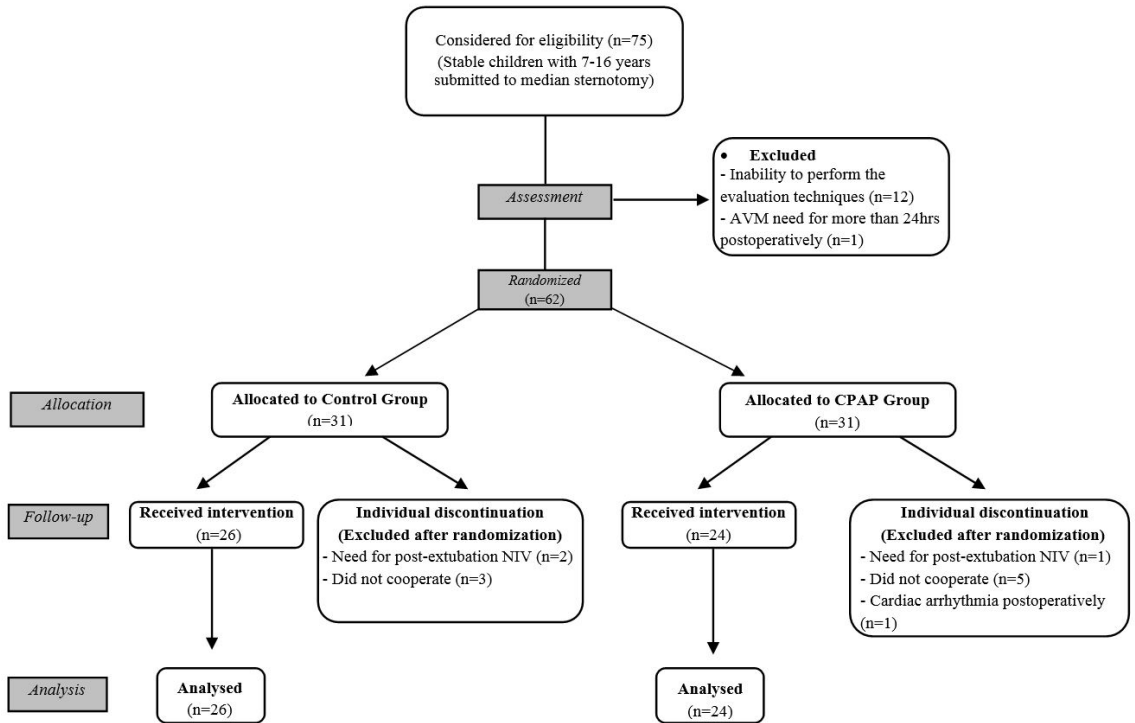 Considered for eligibility (n=75)
(Stable children with 7-16 years
submitted to median sternotomy)
• Excluded
- Inability to perform the
evaluation techniques (n=12)
- AVM need for more than 24hrs
postoperatively (n=1)
Assessment
Randomized
(n=62)
Allocation
Allocated to Control Group
(n=31)
Allocated to CPAP Group
(n=31)
Follow-up
Received intervention
(n=26)
Individual discontinuation
(Excluded after randomization)
- Need for post-extubation NIV (n=2)
- Did not cooperate (n=3)
Received intervention
(n=24)
Individual discontinuation
(Excluded after randomization)
- Need for post-extubation NIV (n=1)
- Did not cooperate (n=5)
- Cardiac arrhythmia postoperatively
(n=1)
Analysis
Analysed
(n=26)
Analysed
(n=24)